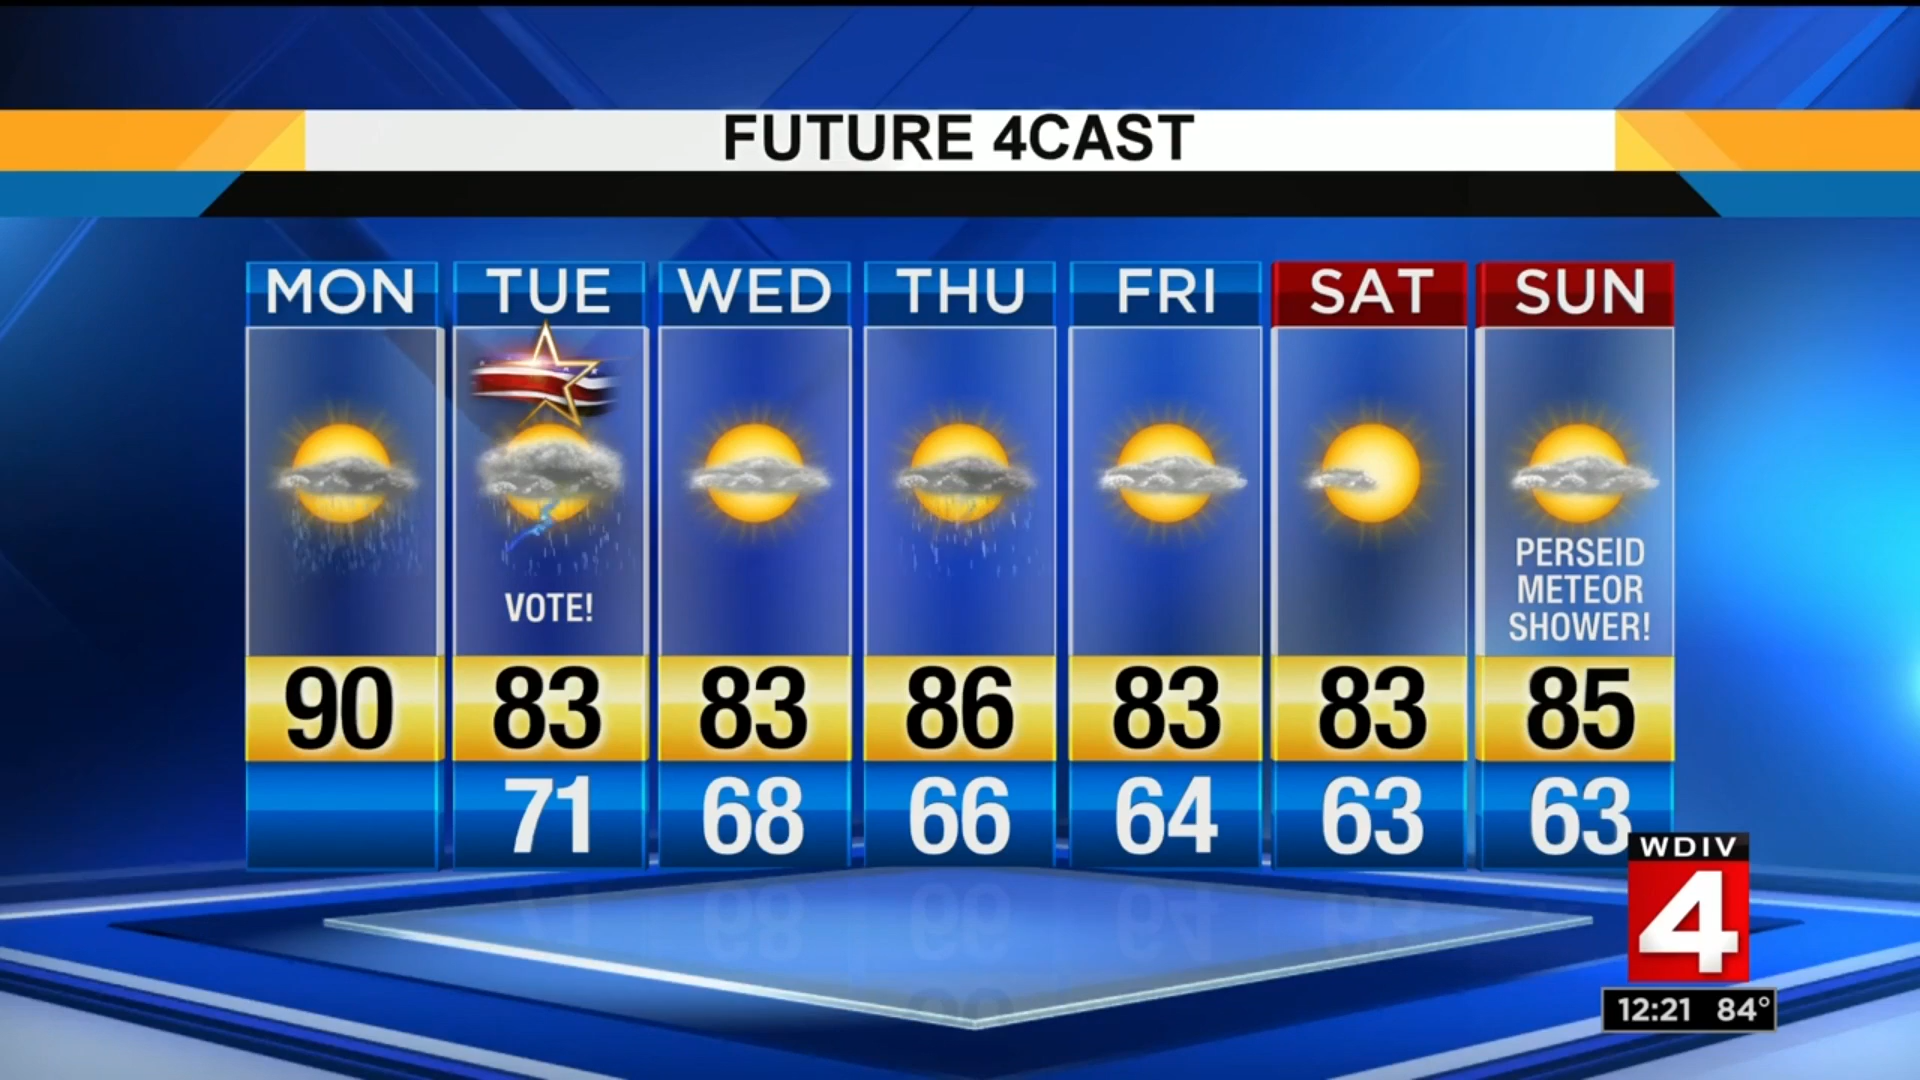 FUTURE 4CAST
MON TUE WED THU FRI SAT SUN
VOTE!
PERSEID
METEOR
SHOWER!
90 83 83 86 83 83 85
71 68 66 64 63 63
WDIV
4
12:21 84°